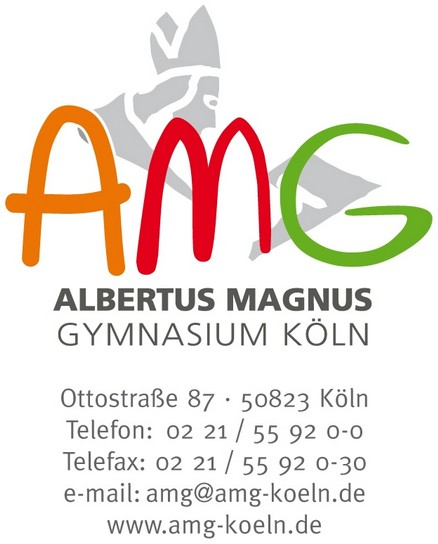 AMG
ALBERTUS MAGNUS
GYMNASIUM KÖLN
Ottostraße 87 · 50823 Köln
Telefon: 02 21 / 55 92 0-0
Telefax: 02 21 / 55 92 0-30
e-mail: amg@amg-koeln.de
www.amg-koeln.de